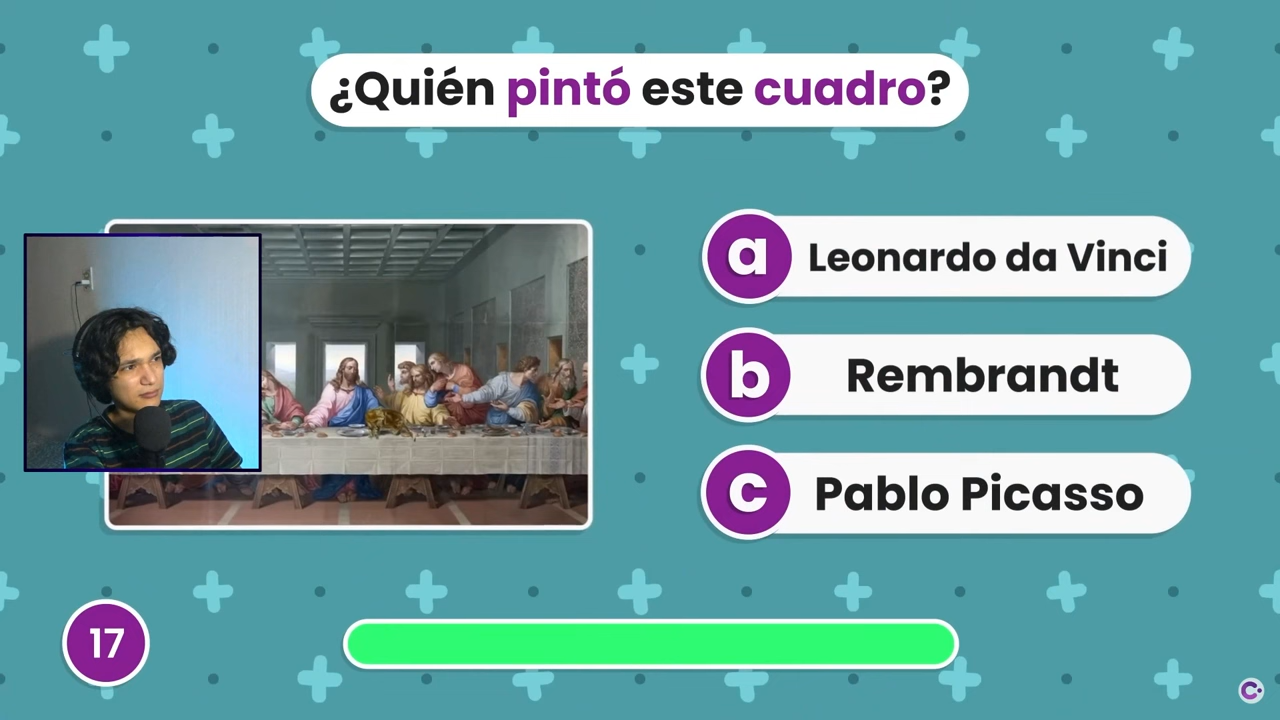 ¿Quién pintó este cuadro?
a Leonardo da Vinci
b Rembrandt
c Pablo Picasso
17
C